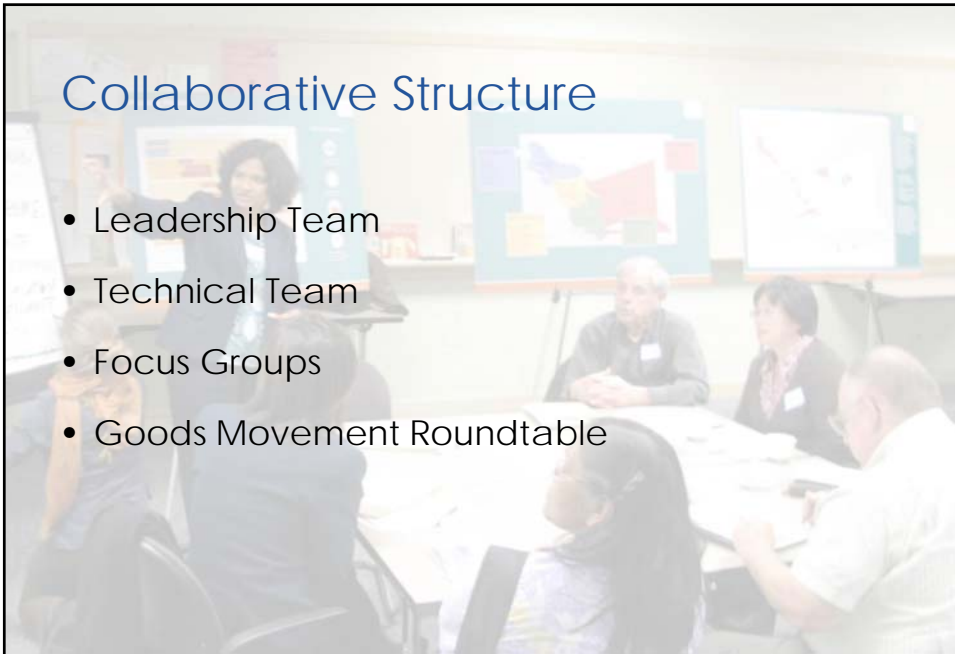 Collaborative Structure
• Leadership Team
• Technical Team
• Focus Groups
• Goods Movement Roundtable